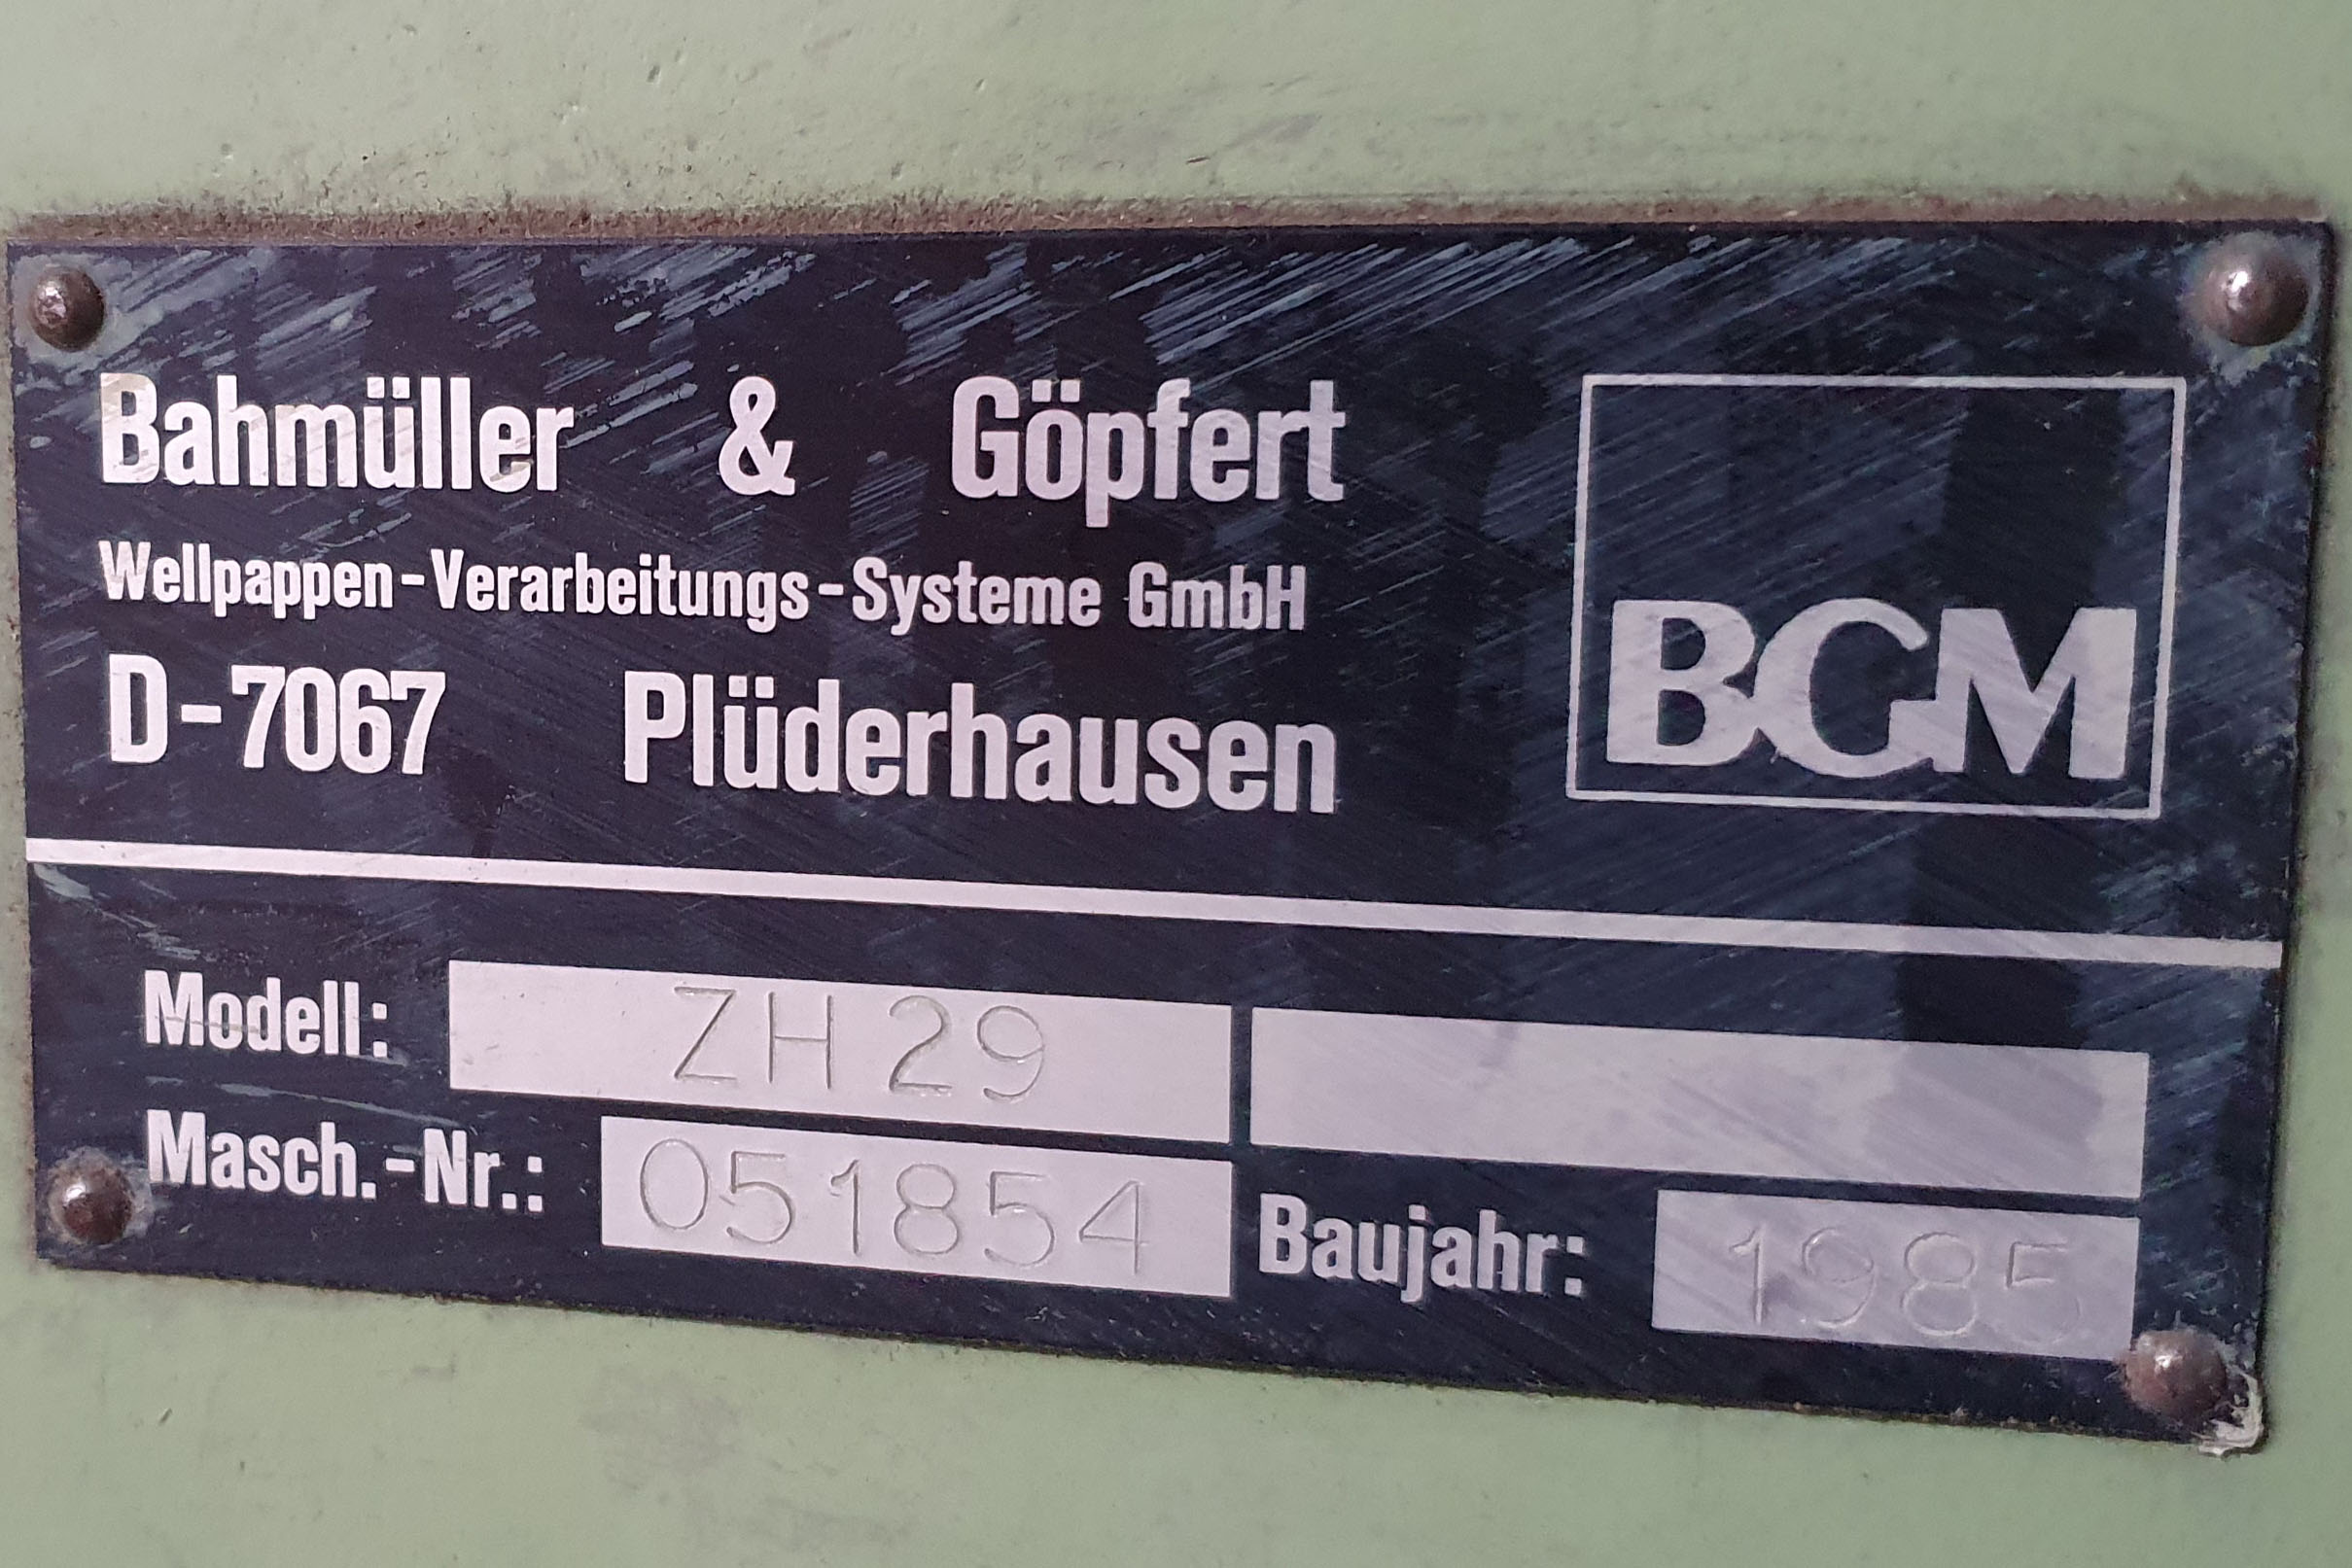 Bahmüller & Göpfert
Wellpappen-Verarbeitungs-Systeme GmbH
D-7067 Plüderhausen
BGM
Modell: ZH 29
Masch.-Nr.: 051854
Baujahr: 1985